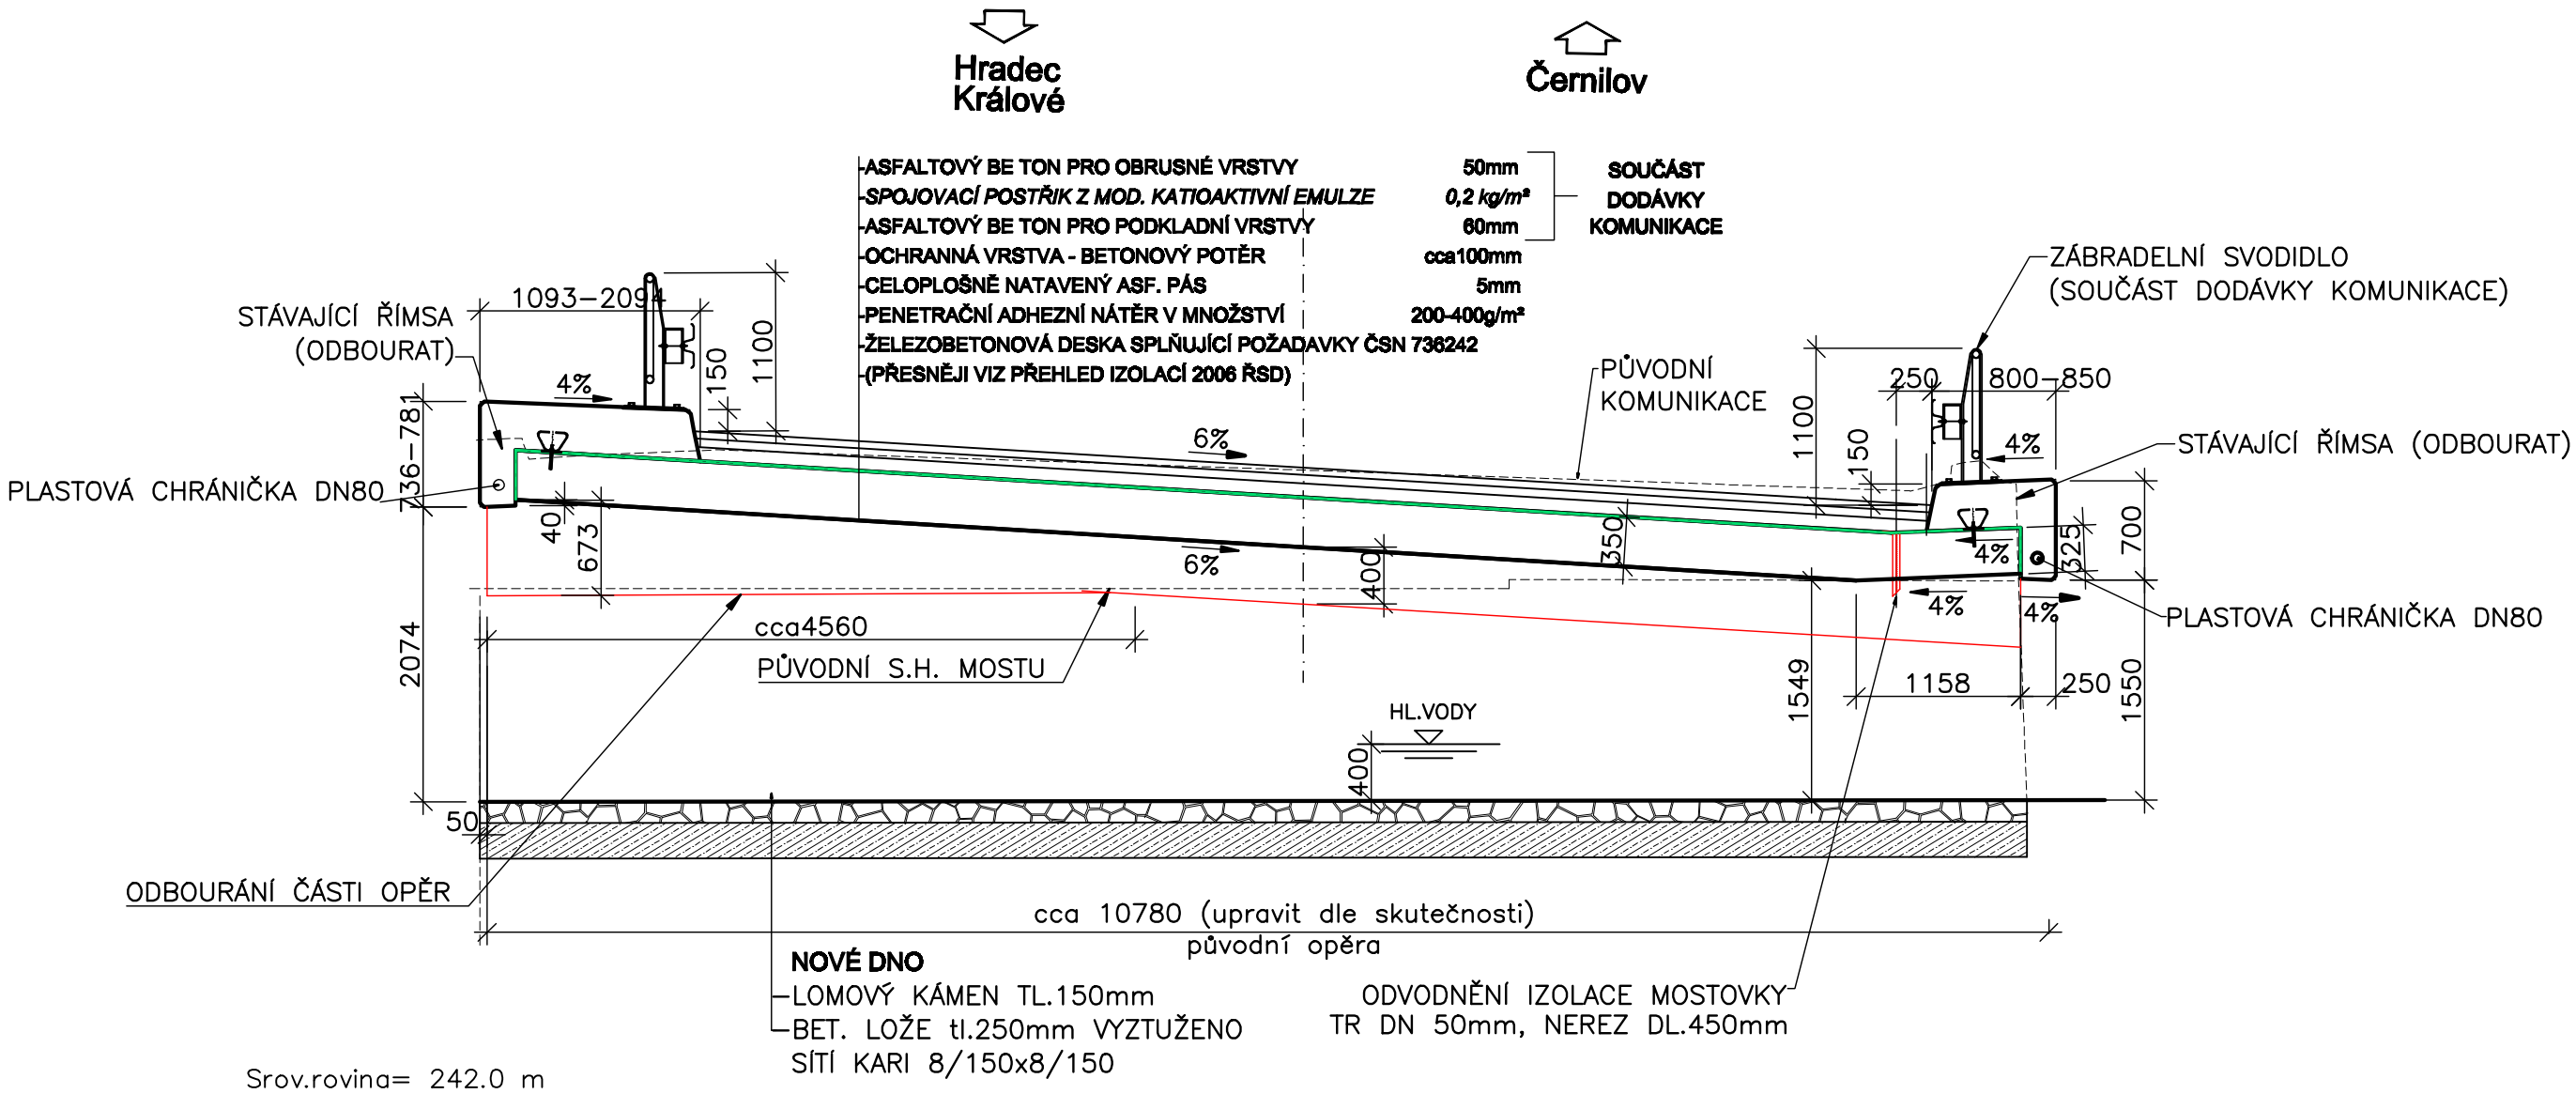 Hradec
Králové
Černilov
-ASFALTOVÝ BE TON PRO OBRUSNÉ VRSTVY 50mm
-SPOJOVACÍ POSTŘIK Z MOD. KATIOAKTIVNÍ EMULZE 0,2 kg/m²
-ASFALTOVÝ BE TON PRO PODKLADNÍ VRSTVY 60mm
-OCHRANNÁ VRSTVA - BETONOVÝ POTĚR cca100mm
-CELOPLOŠNĚ NATAVENÝ ASF. PÁS 5mm
-PENETRAČNÍ ADHEZNÍ NÁTĚR V MNOŽSTVÍ 200-400g/m²
-ŽELEZOBETONOVÁ DESKA SPLŇUJÍCÍ POŽADAVKY ČSN 736242
-(PŘESNĚJI VIZ PŘEHLED IZOLACÍ 2006 ŘSD)
SOUČÁST
DODÁVKY
KOMUNIKACE
ZÁBRADELNÍ SVODIDLO
(SOUČÁST DODÁVKY KOMUNIKACE)
1093-2094
STÁVAJÍCÍ ŘÍMSA
(ODBOURAT)
150
1100
4%
736-781
PLASTOVÁ CHRÁNIČKA DN80
40
673
6%
6%
PŮVODNÍ
KOMUNIKACE
250
800-850
1100
150
4%
STÁVAJÍCÍ ŘÍMSA (ODBOURAT)
350
400
4%
325
700
4%
4%
PLASTOVÁ CHRÁNIČKA DN80
2074
cca4560
PŮVODNÍ S.H. MOSTU
1549
1158
250
1550
HL.VODY
400
50
ODBOURÁNÍ ČÁSTI OPĚR
cca 10780 (upravit dle skutečnosti)
původní opěra
NOVÉ DNO
LOMOVÝ KÁMEN TL.150mm
BET. LOŽE tl.250mm VYZTUŽENO
SÍTÍ KARI 8/150x8/150
ODVODNĚNÍ IZOLACE MOSTOVKY
TR DN 50mm, NEREZ DL.450mm
Srov.rovina= 242.0 m